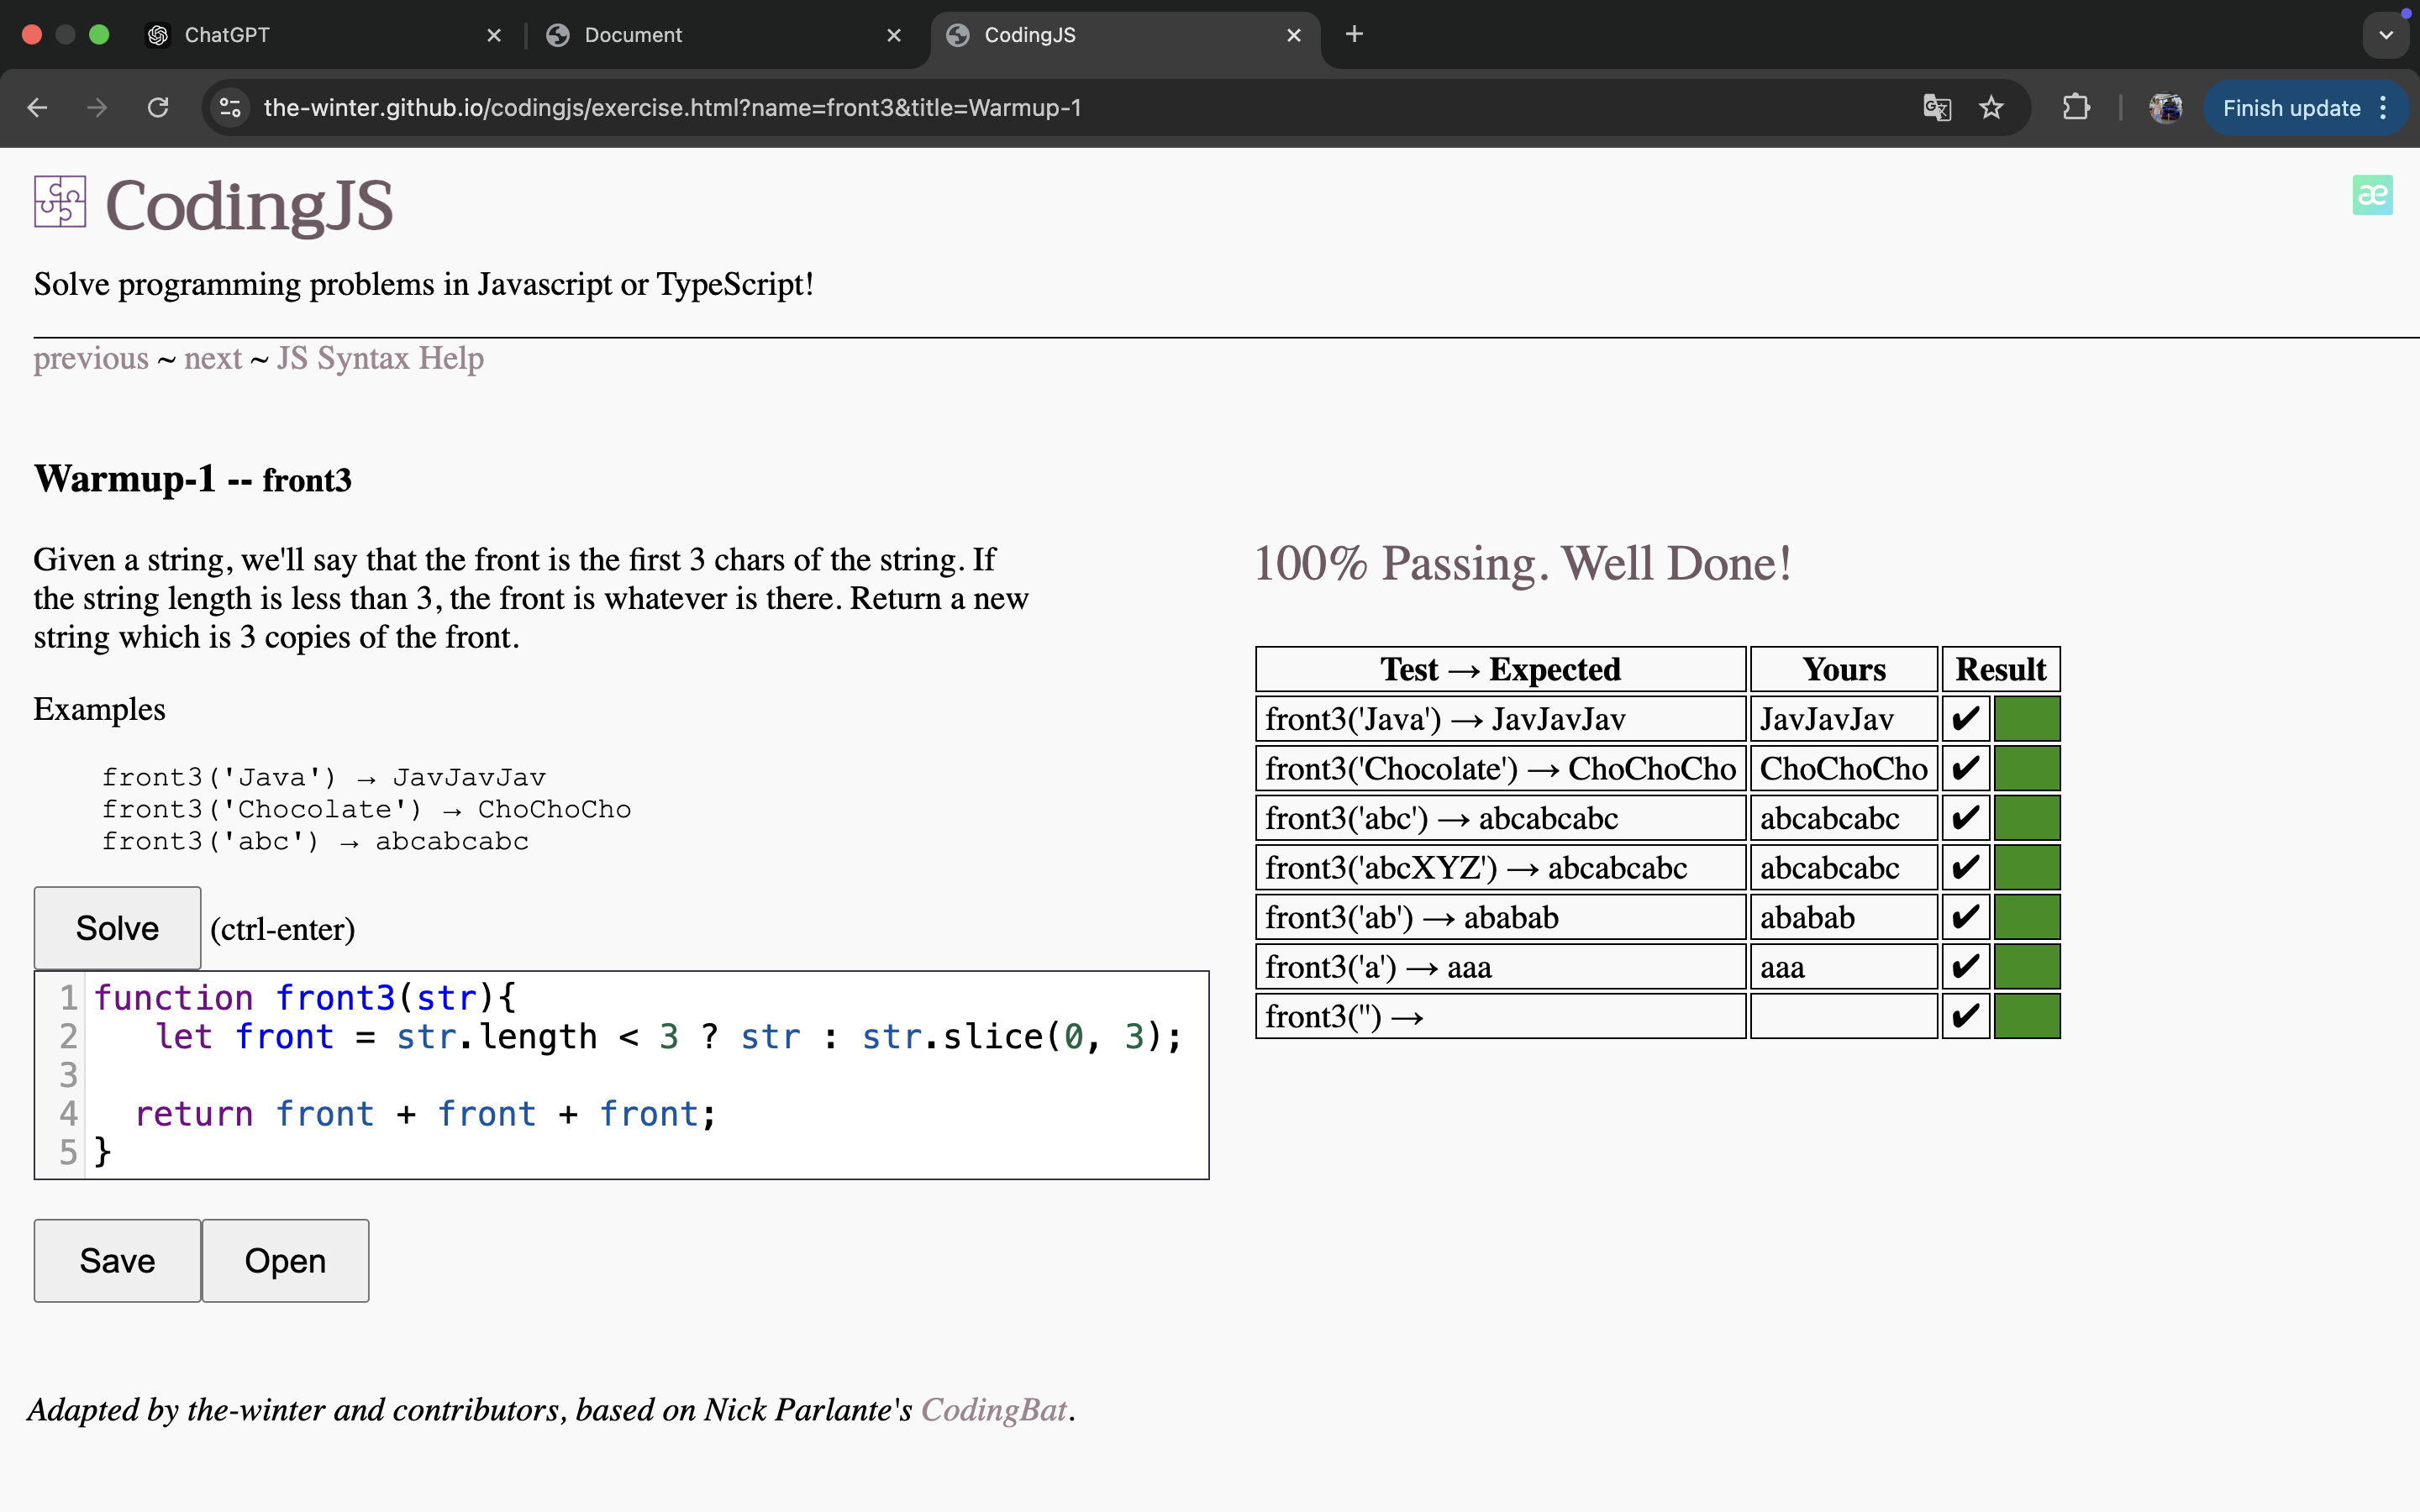 ChatGPT
Document
CodingJS
the-winter.github.io/codingjs/exercise.html?name=front3&title=Warmup-1
Finish update
CodingJS
æ
Solve programming problems in Javascript or TypeScript!
previous ~ next ~ JS Syntax Help
Warmup-1 -- front3
Given a string, we'll say that the front is the first 3 chars of the string. If
the string length is less than 3, the front is whatever is there. Return a new
string which is 3 copies of the front.
Examples
front3('Java') → JavJavJav
front3('Chocolate') → ChoChoCho
front3('abc') → abcabcabc
Solve (ctrl-enter)
1 function front3(str){
2 let front = str.length < 3 ? str : str.slice(0, 3);
3
4 return front + front + front;
5 }
Save Open
100% Passing. Well Done!
Test → Expected Yours Result
front3('Java') → JavJavJav JavJavJav ✔
front3('Chocolate') → ChoChoCho ChoChoCho ✔
front3('abc') → abcabcabc abcabcabc ✔
front3('abcXYZ') → abcabcabc abcabcabc ✔
front3('ab') → ababab ababab ✔
front3('a') → aaa aaa ✔
front3('') → ✔
Adapted by the-winter and contributors, based on Nick Parlante's CodingBat.